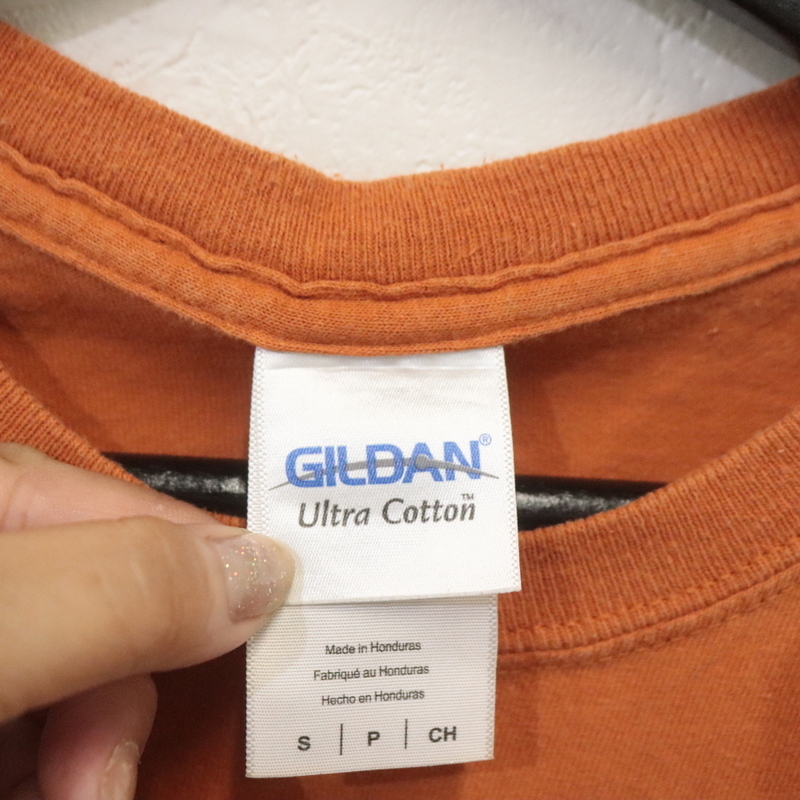 GILDAN®
Ultra Cotton™
Made in Honduras
Fabriqué au Honduras
Hecho en Honduras
S | P | CH